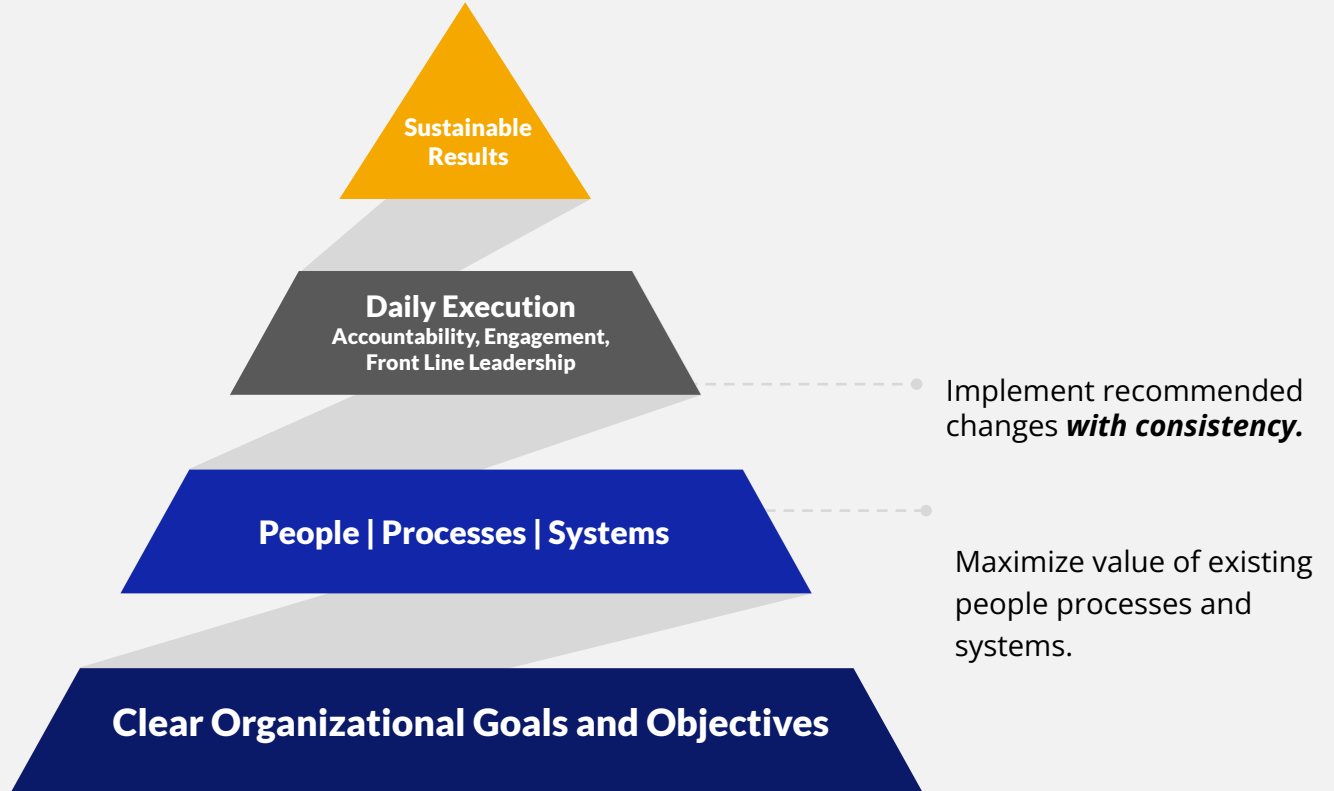 Sustainable
Results
Daily Execution
Accountability, Engagement,
Front Line Leadership
Implement recommended
changes with consistency.
People | Processes | Systems
Maximize value of existing
people processes and
systems.
Clear Organizational Goals and Objectives